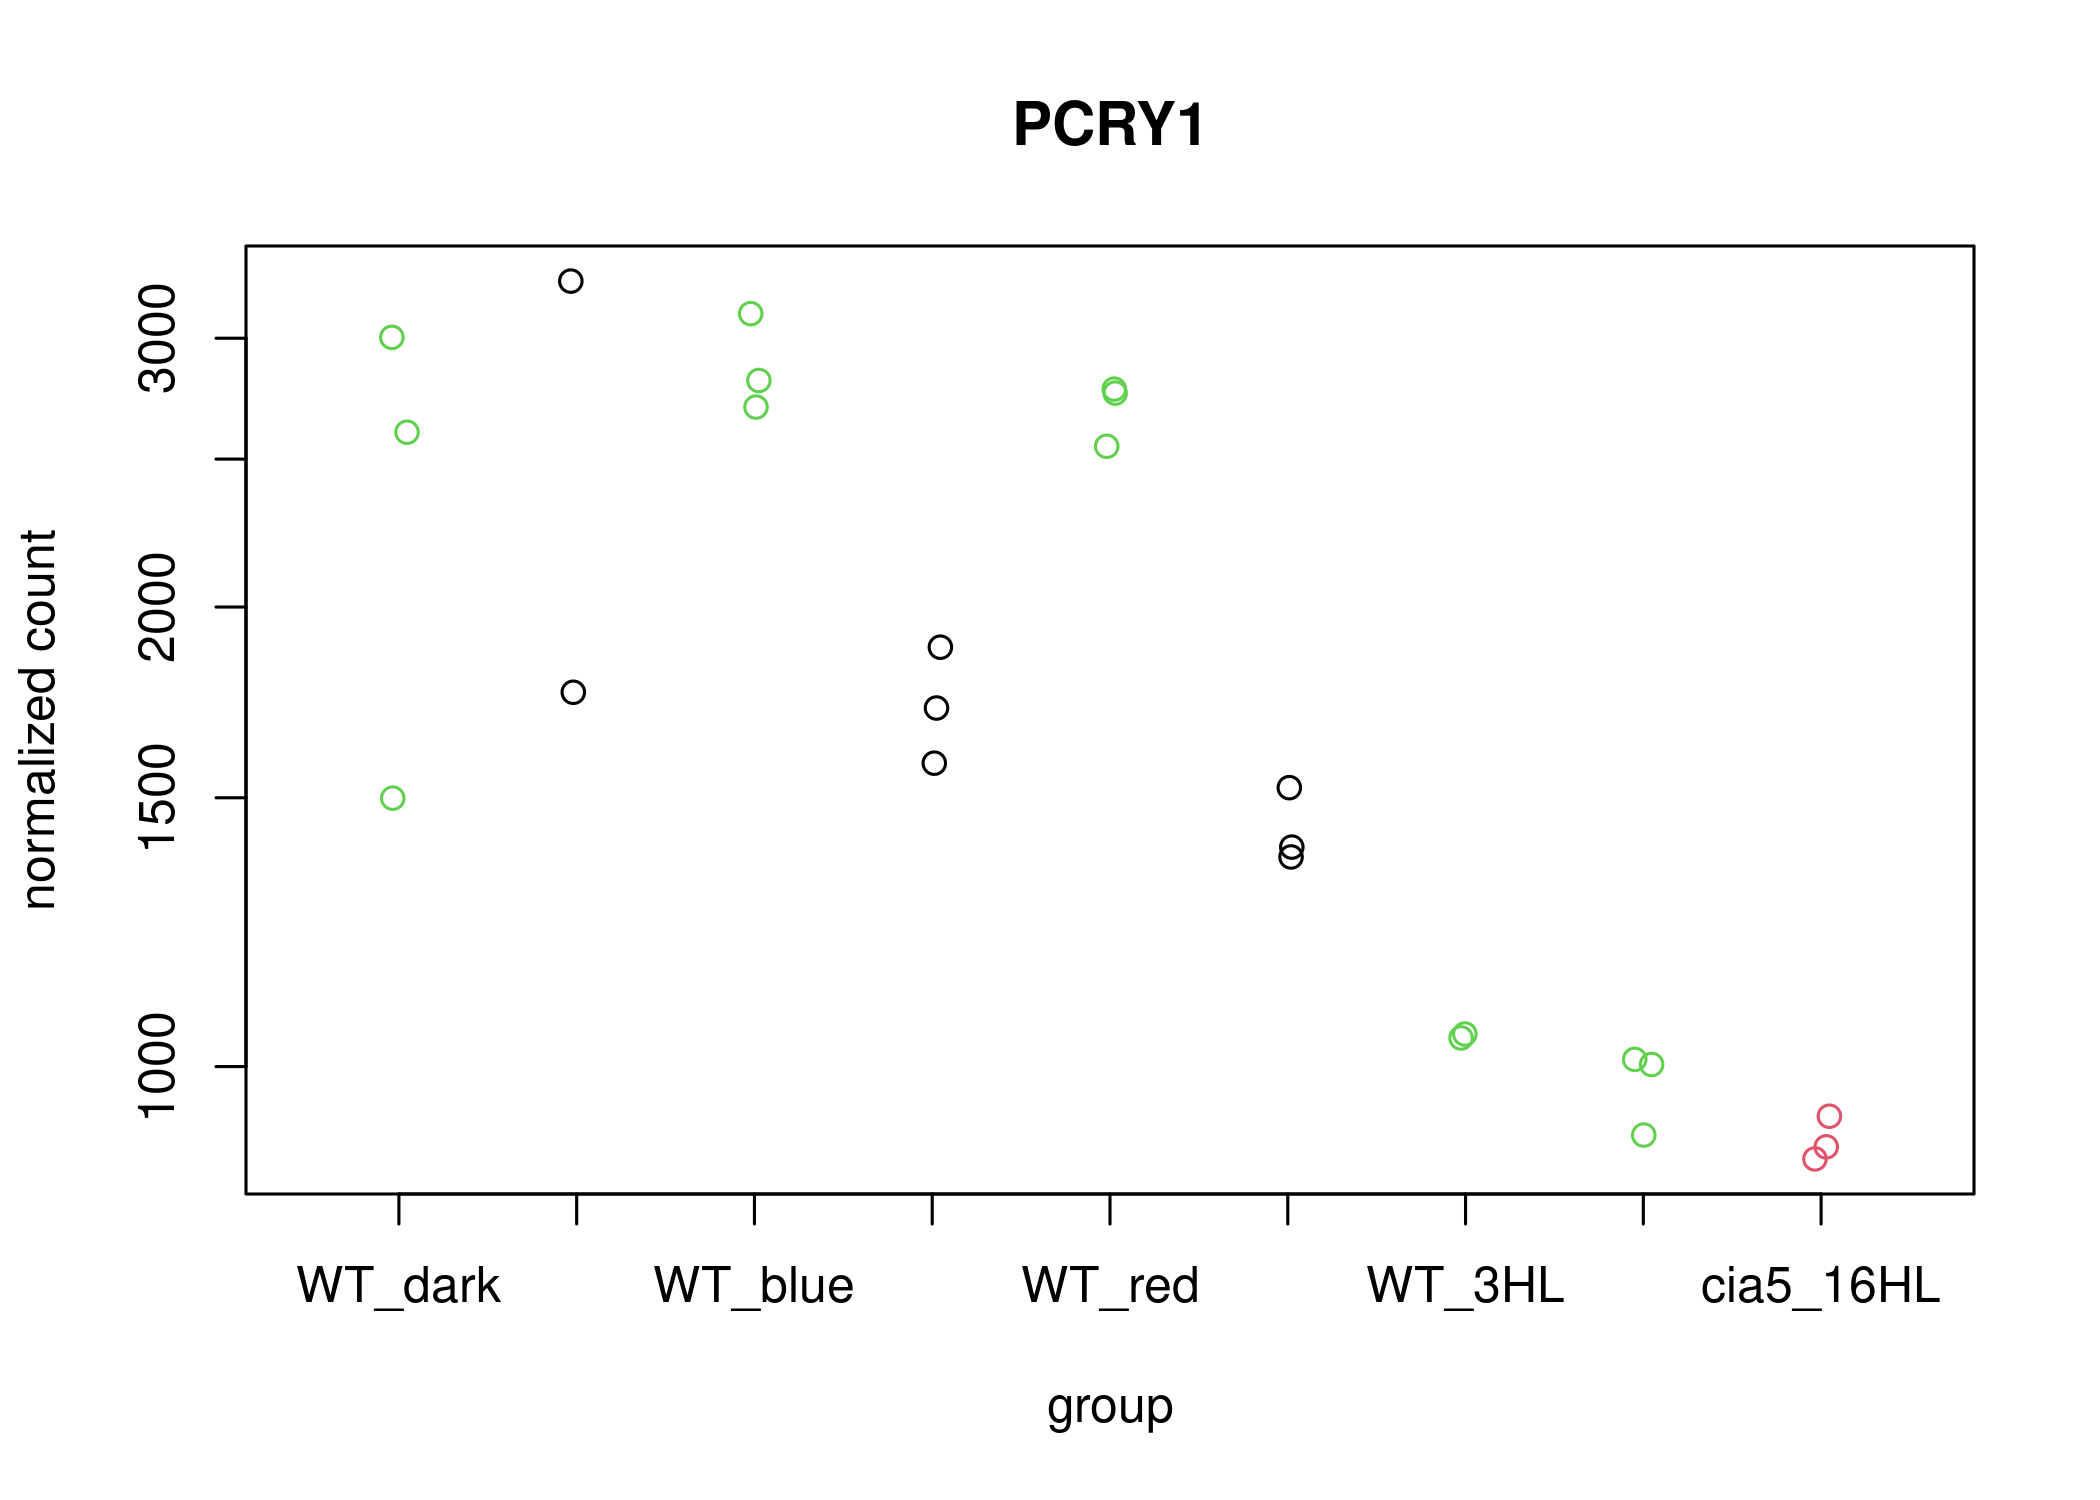 PCRY1
normalized count
3000
2000
1500
1000
WT_dark WT_blue WT_red WT_3HL cia5_16HL
group